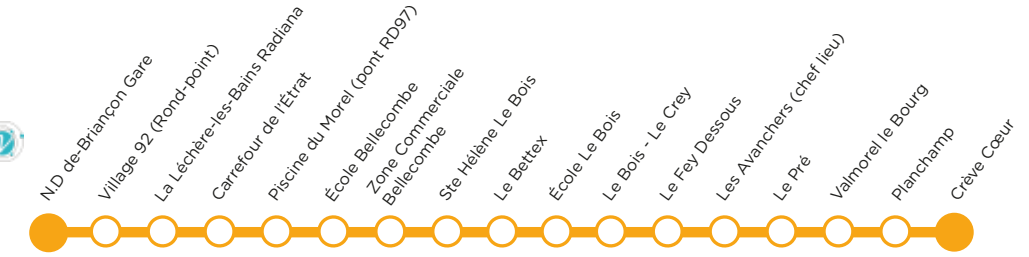 N.D de-Briançon Gare
Village 92 (Rond-point)
La Léchère-les-Bains Radiana
Carrefour de l'Étrat
Piscine du Morel (pont RD97)
École Bellecombe
Zone Commerciale
Bellecombe
Ste Hélène Le Bois
Le Bettex
École Le Bois
Le Bois - Le Crey
Le Fey Dessous
Les Avanchers (chef lieu)
Le Pré
Valmorel le Bourg
Planchamp
Crève Cœur